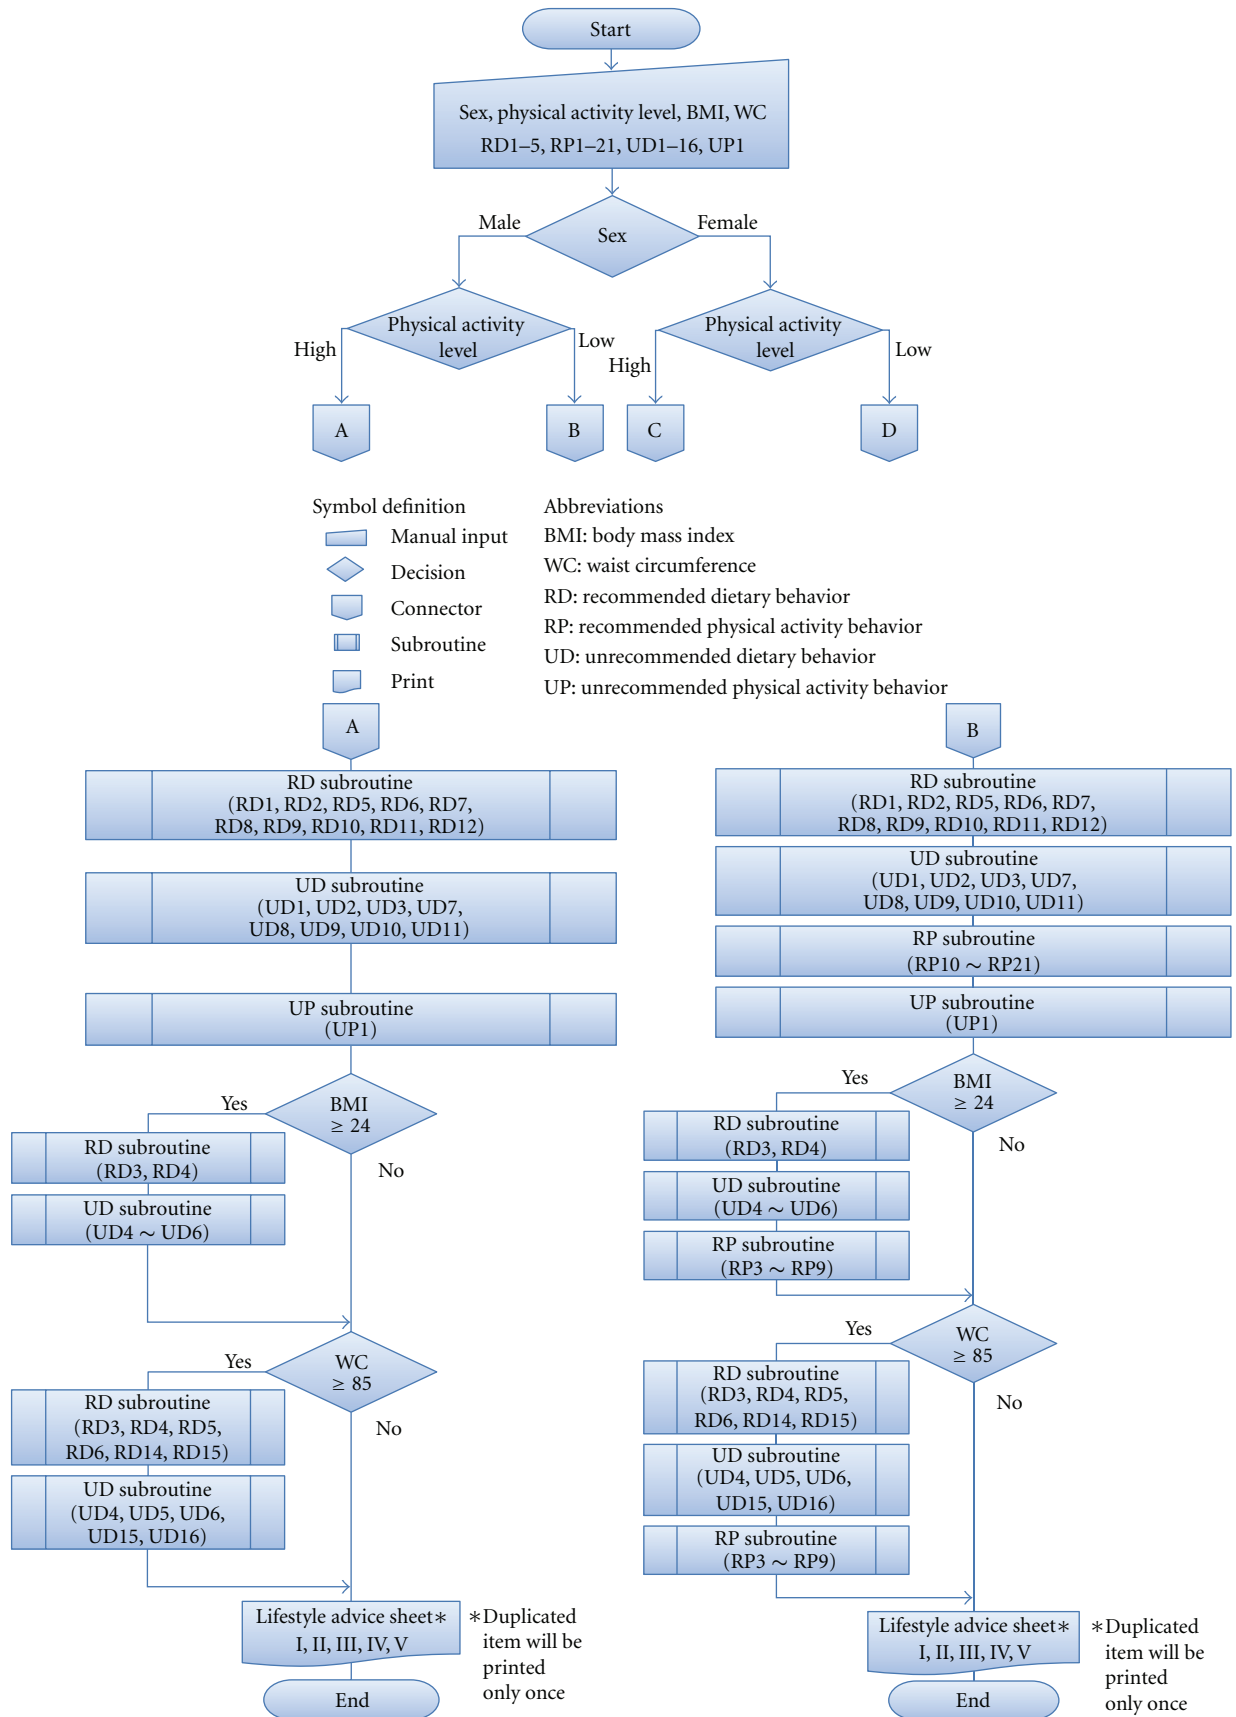 Start
Sex, physical activity level, BMI, WC
RD1–5, RP1–21, UD1–16, UP1
Male
Sex
Female
Physical activity
level
High
Low
Physical activity
level
High
Low
A
B
C
D
Symbol definition
Manual input
Decision
Connector
Subroutine
Print
Abbreviations
BMI: body mass index
WC: waist circumference
RD: recommended dietary behavior
RP: recommended physical activity behavior
UD: unrecommended dietary behavior
UP: unrecommended physical activity behavior
A
RD subroutine
(RD1, RD2, RD5, RD6, RD7,
RD8, RD9, RD10, RD11, RD12)
UD subroutine
(UD1, UD2, UD3, UD7,
UD8, UD9, UD10, UD11)
UP subroutine
(UP1)
BMI
≥ 24
Yes
No
RD subroutine
(RD3, RD4)
UD subroutine
(UD4 ∼ UD6)
WC
≥ 85
Yes
No
RD subroutine
(RD3, RD4, RD5,
RD6, RD14, RD15)
UD subroutine
(UD4, UD5, UD6,
UD15, UD16)
Lifestyle advice sheet∗
I, II, III, IV, V
∗Duplicated
item will be
printed
only once
End
B
RD subroutine
(RD1, RD2, RD5, RD6, RD7,
RD8, RD9, RD10, RD11, RD12)
UD subroutine
(UD1, UD2, UD3, UD7,
UD8, UD9, UD10, UD11)
RP subroutine
(RP10 ∼ RP21)
UP subroutine
(UP1)
BMI
≥ 24
Yes
No
RD subroutine
(RD3, RD4)
UD subroutine
(UD4 ∼ UD6)
RP subroutine
(RP3 ∼ RP9)
WC
≥ 85
Yes
No
RD subroutine
(RD3, RD4, RD5,
RD6, RD14, RD15)
UD subroutine
(UD4, UD5, UD6,
UD15, UD16)
RP subroutine
(RP3 ∼ RP9)
Lifestyle advice sheet∗
I, II, III, IV, V
∗Duplicated
item will be
printed
only once
End